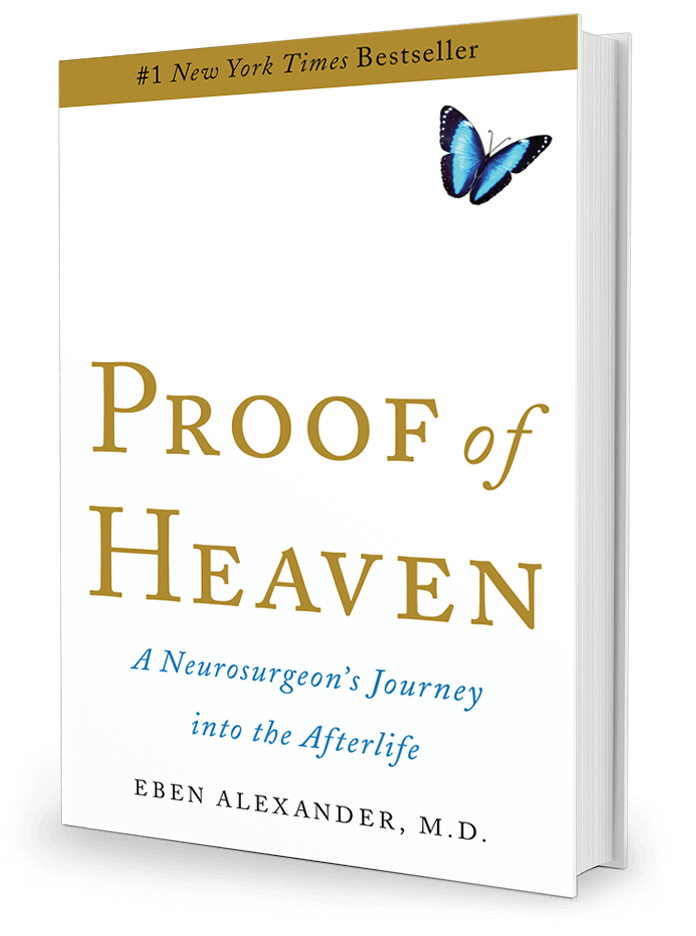 #1 New York Times Bestseller
PROOF of
HEAVEN
A Neurosurgeon's Journey
into the Afterlife
EBEN ALEXANDER, M.D.